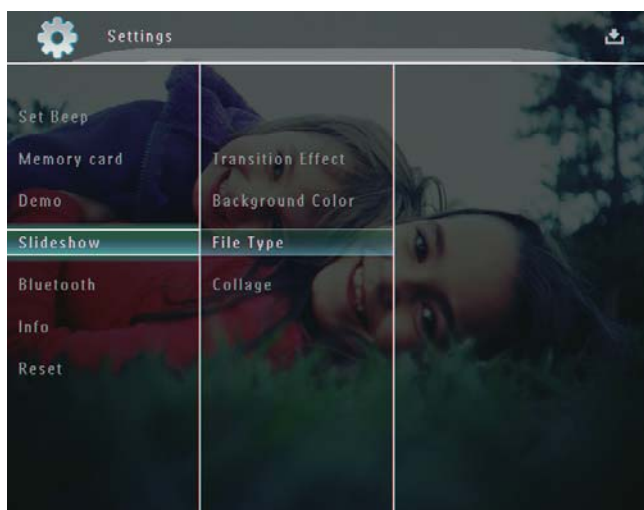 Settings
Set Beep
Memory card
Demo
Slideshow
Bluetooth
Info
Reset
Transition Effect
Background Color
File Type
Collage